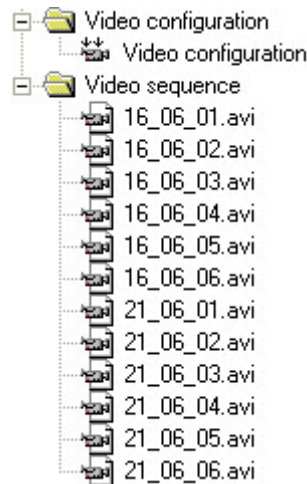 Video configuration
Video configuration
Video sequence
16_06_01.avi
16_06_02.avi
16_06_03.avi
16_06_04.avi
16_06_05.avi
16_06_06.avi
21_06_01.avi
21_06_02.avi
21_06_03.avi
21_06_04.avi
21_06_05.avi
21_06_06.avi